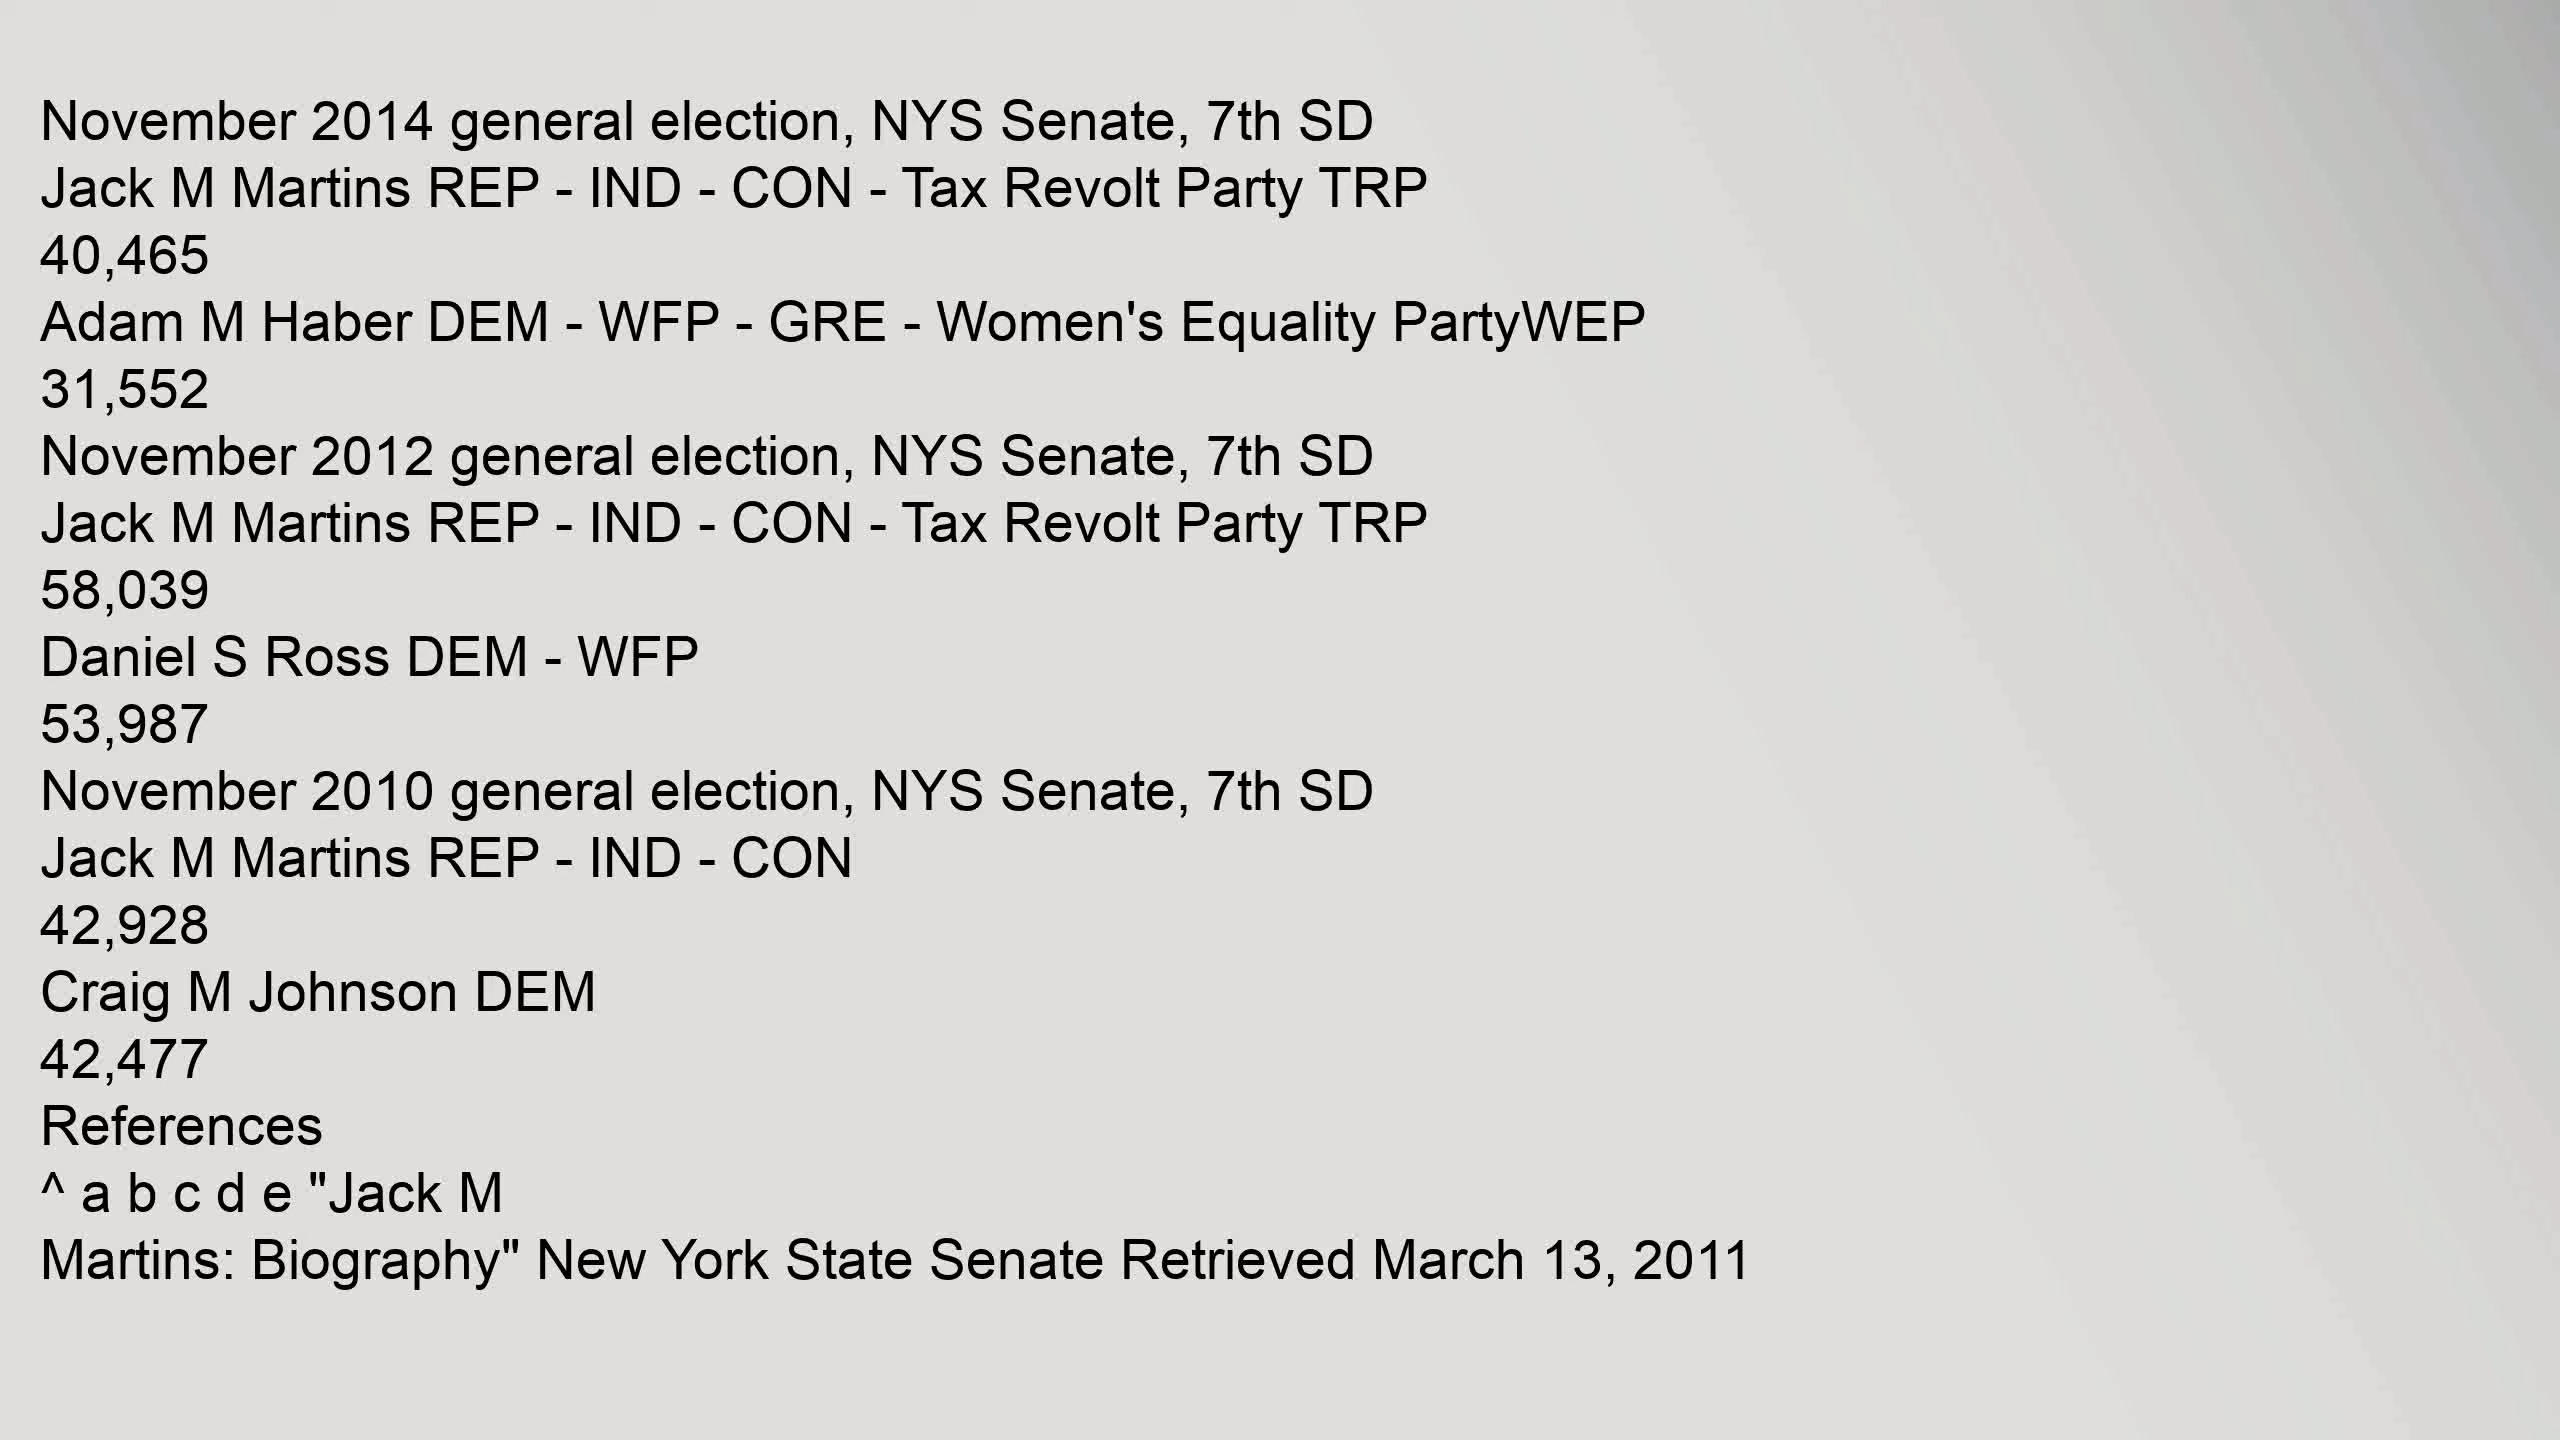 November 2014 general election, NYS Senate, 7th SD
Jack M Martins REP - IND - CON - Tax Revolt Party TRP
40,465
Adam M Haber DEM - WFP - GRE - Women's Equality PartyWEP
31,552
November 2012 general election, NYS Senate, 7th SD
Jack M Martins REP - IND - CON - Tax Revolt Party TRP
58,039
Daniel S Ross DEM - WFP
53,987
November 2010 general election, NYS Senate, 7th SD
Jack M Martins REP - IND - CON
42,928
Craig M Johnson DEM
42,477
References
^ a b c d e "Jack M
Martins: Biography" New York State Senate Retrieved March 13, 2011